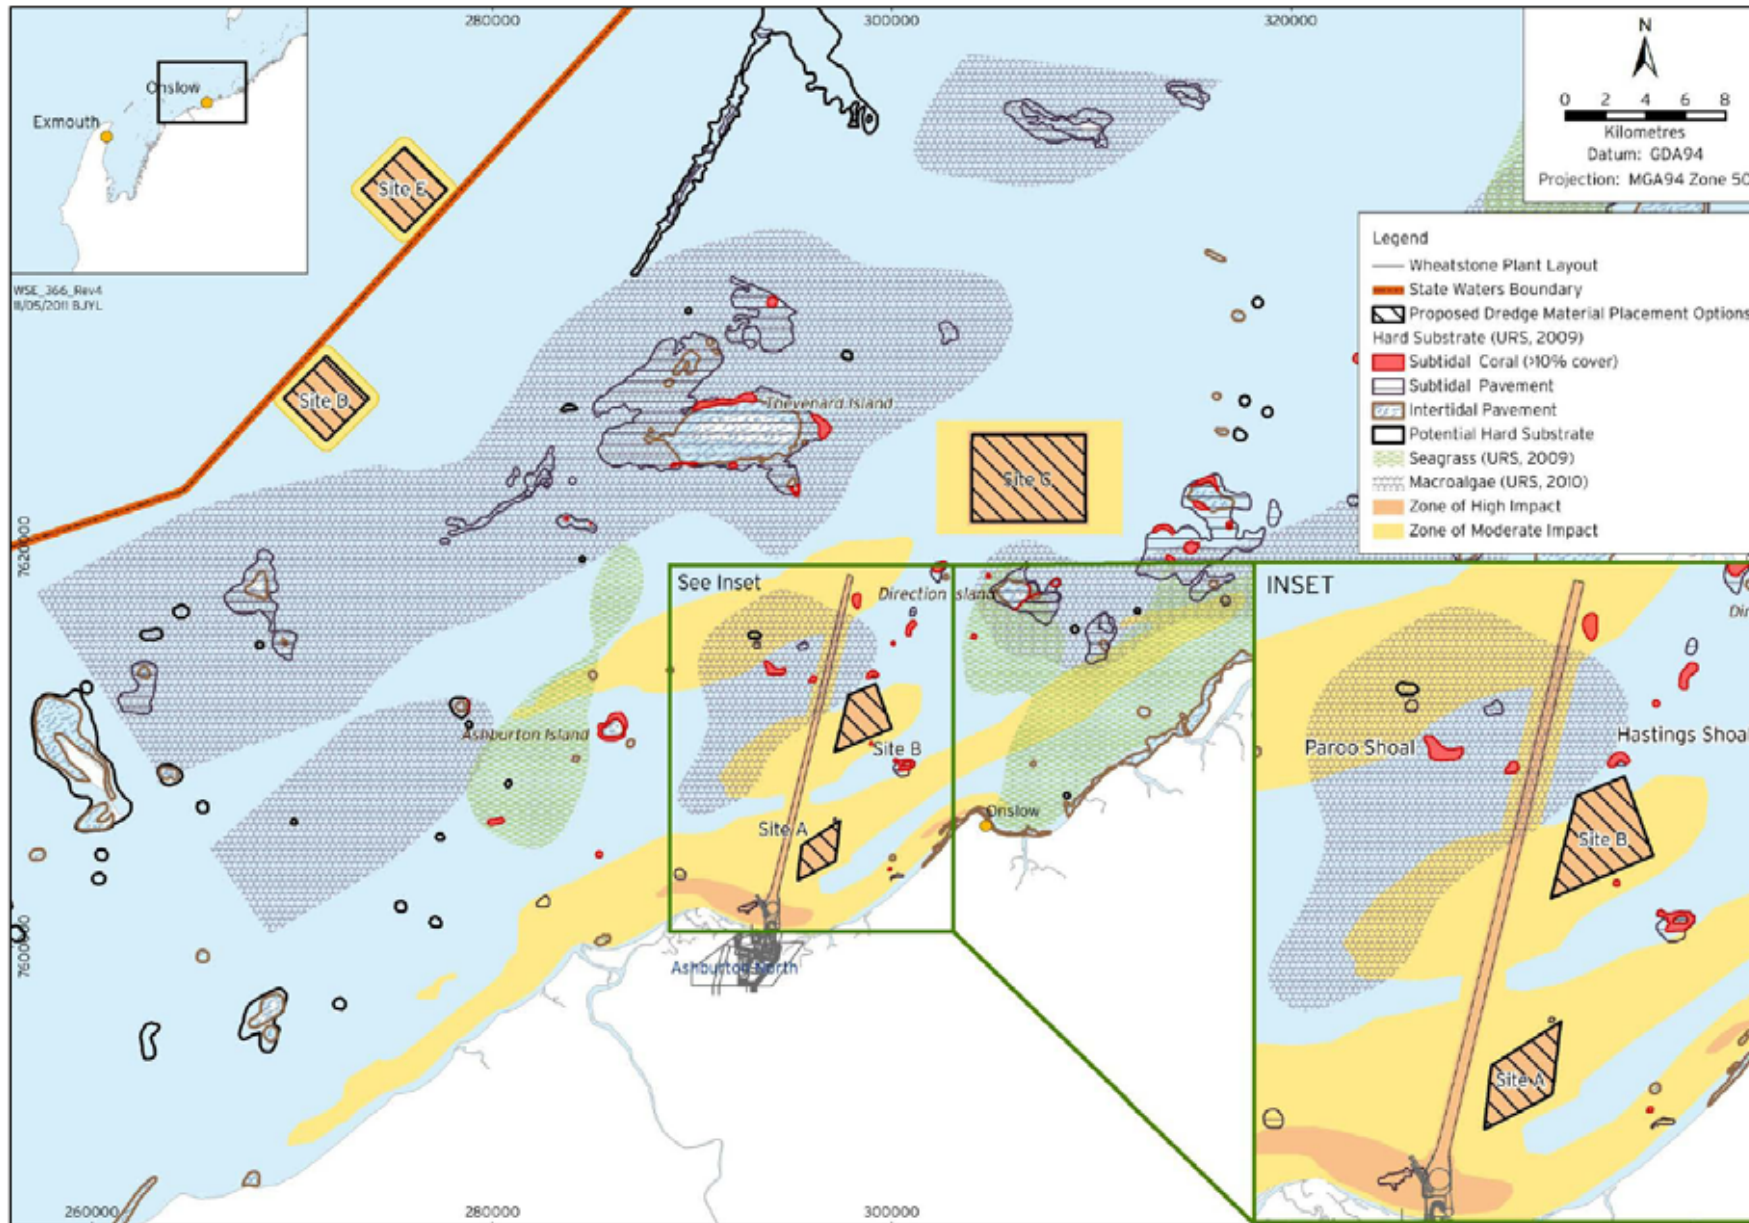 280000
300000
320000
Onslow
Exmouth
WSE_366_Rev4
11/05/2011 BJYL
N
0 2 4 6 8
Kilometres
Datum: GDA94
Projection: MGA94 Zone 50
Legend
Wheatstone Plant Layout
State Waters Boundary
Proposed Dredge Material Placement Options
Hard Substrate (URS, 2009)
Subtidal Coral (>10% cover)
Subtidal Pavement
Intertidal Pavement
Potential Hard Substrate
Seagrass (URS, 2009)
Macroalgae (URS, 2010)
Zone of High Impact
Zone of Moderate Impact
Site E
Site D
Thevenard Island
Site C
7620000
See Inset
Direction Island
Ashburton Island
Site B
Site A
Onslow
7600000
Ashburton North
260000
280000
300000
INSET
Paroo Shoal
Hastings Shoal
Site B
Site A